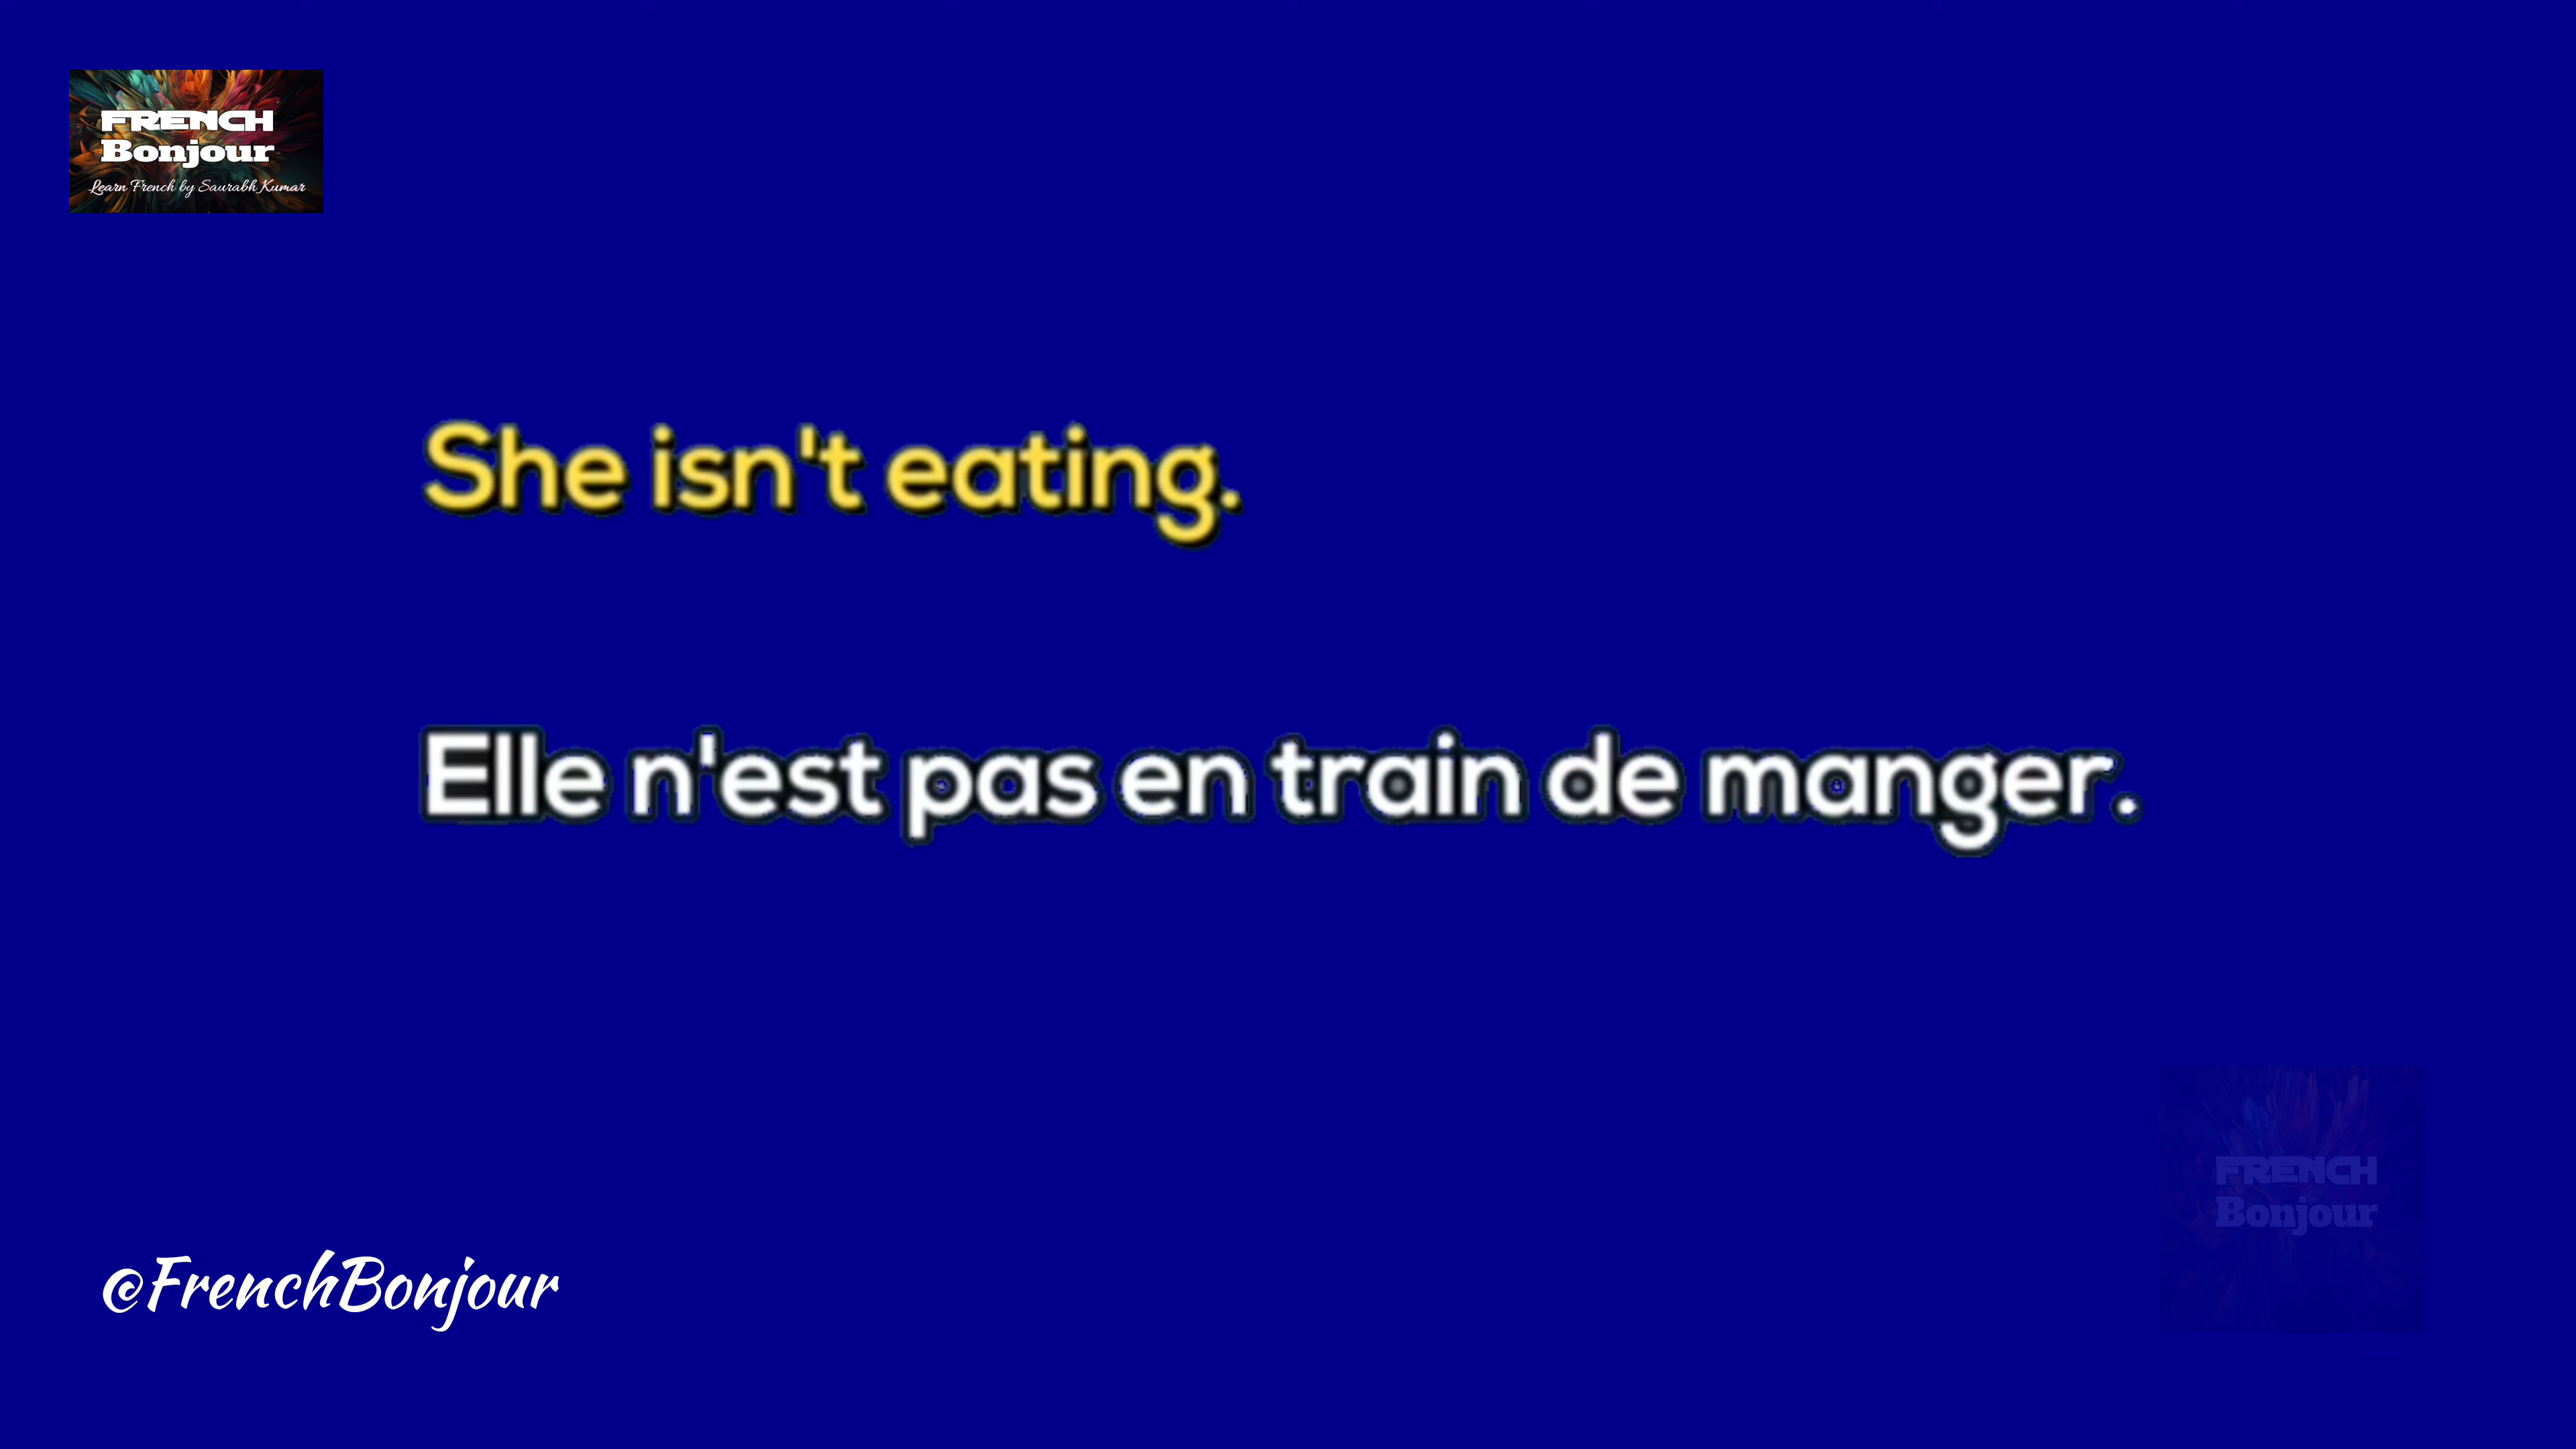 FRENCH
Bonjour
Learn French by Saurabh Kumar
She isn't eating.
Elle n'est pas en train de manger.
FRENCH
Bonjour
@FrenchBonjour